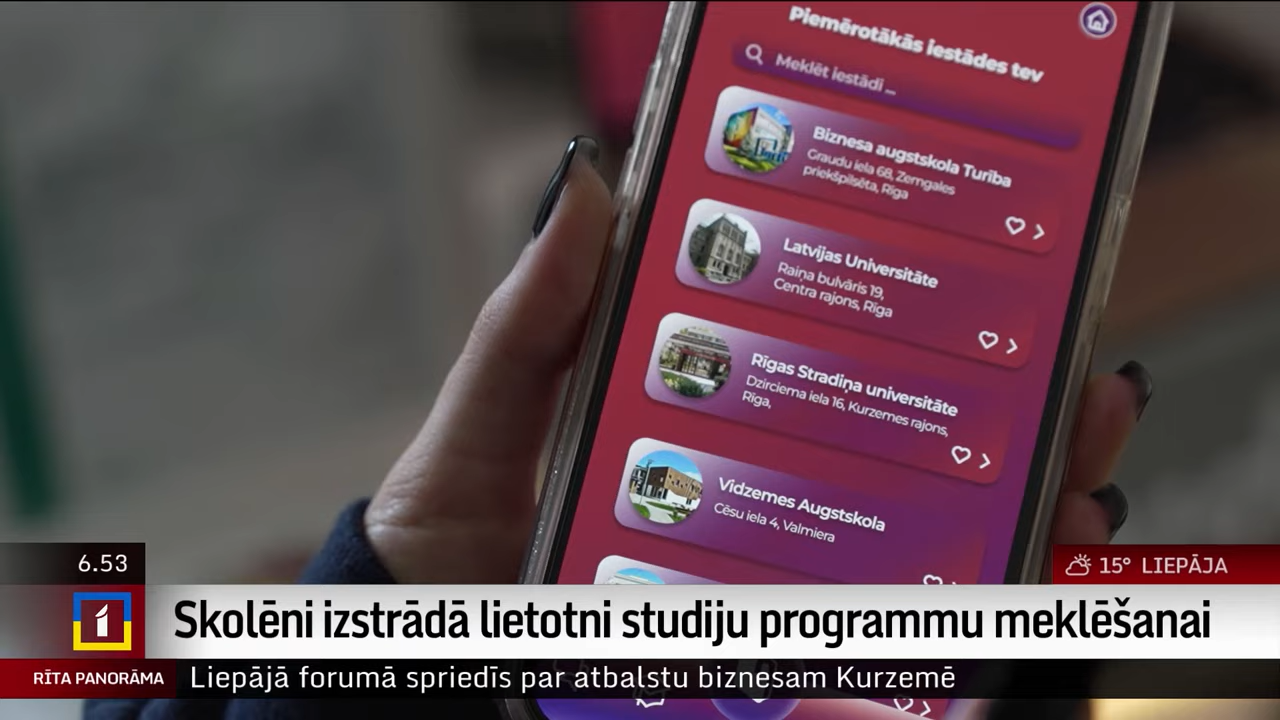 Piemērotākās iestādes tev
Meklēt iestādi ...
Biznesa augstskola Turība
Graudu iela 68, Zemgales
priekšpilsēta, Rīga
Latvijas Universitāte
Raiņa bulvāris 19,
Centra rajons, Rīga
Rīgas Stradiņa universitāte
Dzirciema iela 16, Kurzemes rajons,
Rīga,
Vidzemes Augstskola
Cēsu iela 4, Valmiera
6.53
15° LIEPĀJA
1
Skolēni izstrādā lietotni studiju programmu meklēšanai
RĪTA PANORĀMA
Liepājā forumā spriedīs par atbalstu biznesam Kurzemē